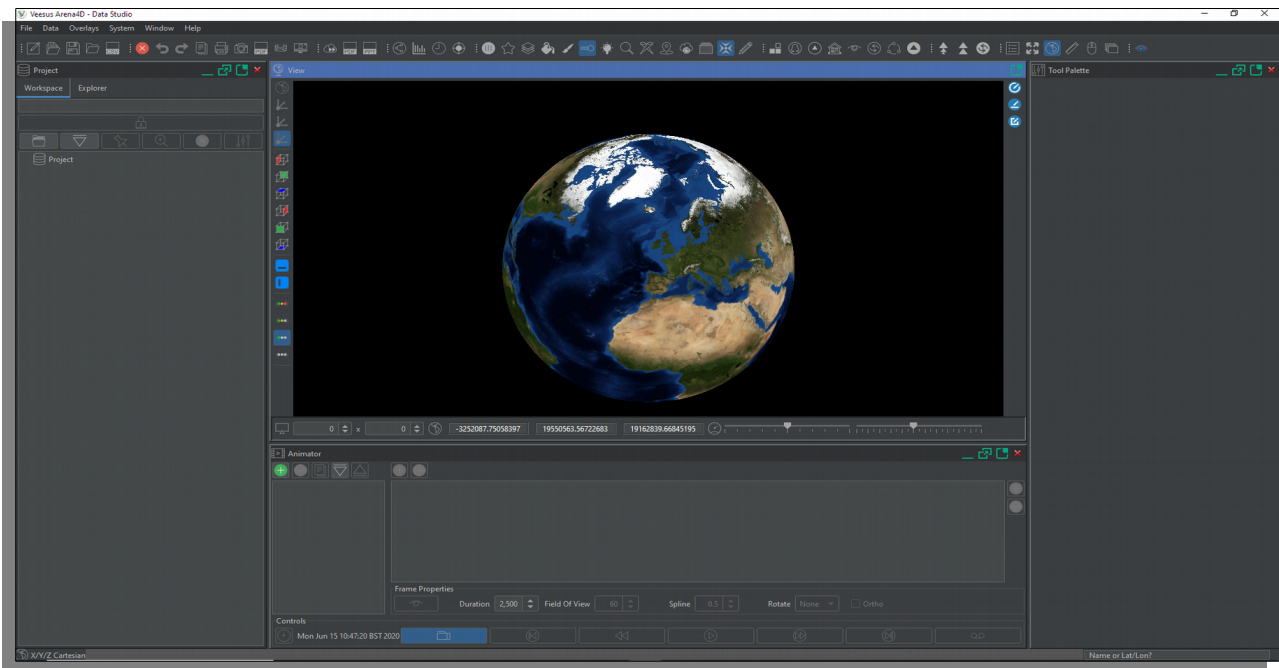 Veesus Arena4D - Data Studio
File Data Overlays System Window Help
Project
View
Tool Palette
Workspace Explorer
Project
0 x 0 -3252087.75058397 19550563.56722683 19162839.66845195
Animator
Frame Properties
Duration 2,500 Field Of View 60 Spline 0.5 Rotate None Ortho
Controls
Mon Jun 15 10:47:20 BST 2020
X/Y/Z Cartesian
Name or Lat/Lon?